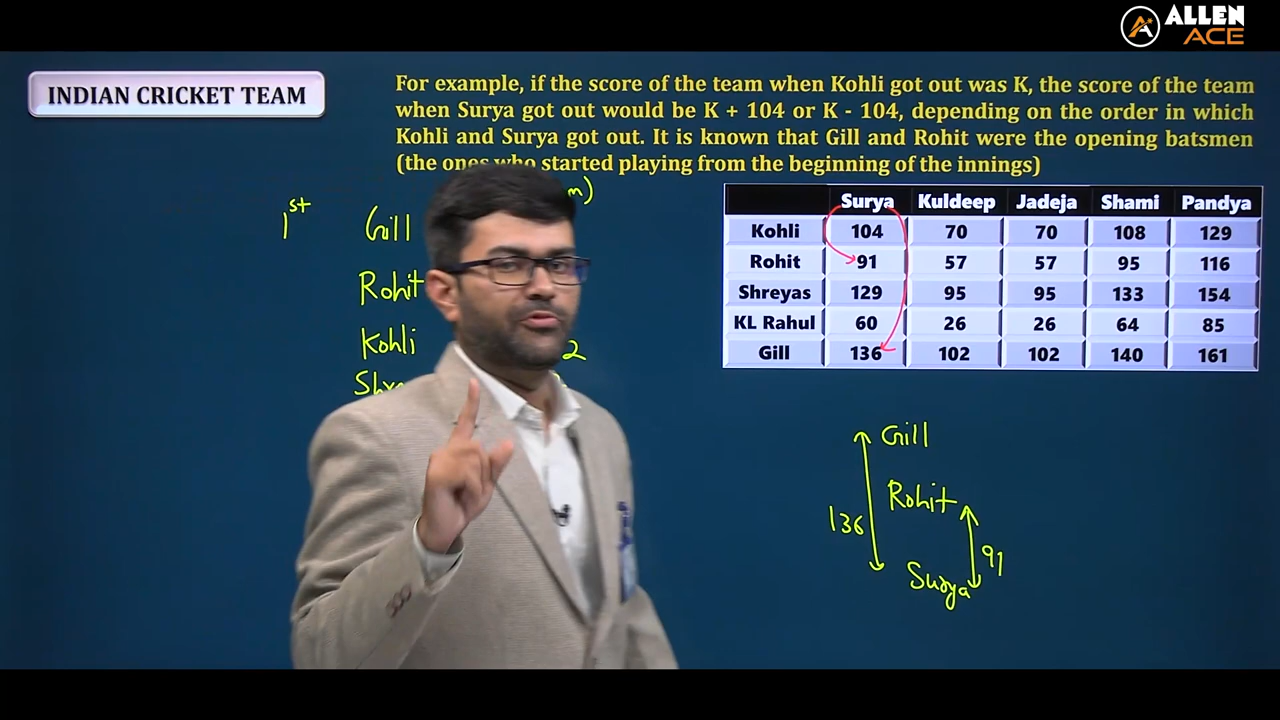 ALLEN
ACE
INDIAN CRICKET TEAM
For example, if the score of the team when Kohli got out was K, the score of the team
when Surya got out would be K + 104 or K - 104, depending on the order in which
Kohli and Surya got out. It is known that Gill and Rohit were the opening batsmen
(the ones who started playing from the beginning of the innings)
1st Gill
Rohit
Kohli 2
Surya Kuldeep Jadeja Shami Pandya
Kohli 104 70 70 108 129
Rohit 91 57 57 95 116
Shreyas 129 95 95 133 154
KL Rahul 60 26 26 64 85
Gill 136 102 102 140 161
Gill
Rohit
136
91
Surya